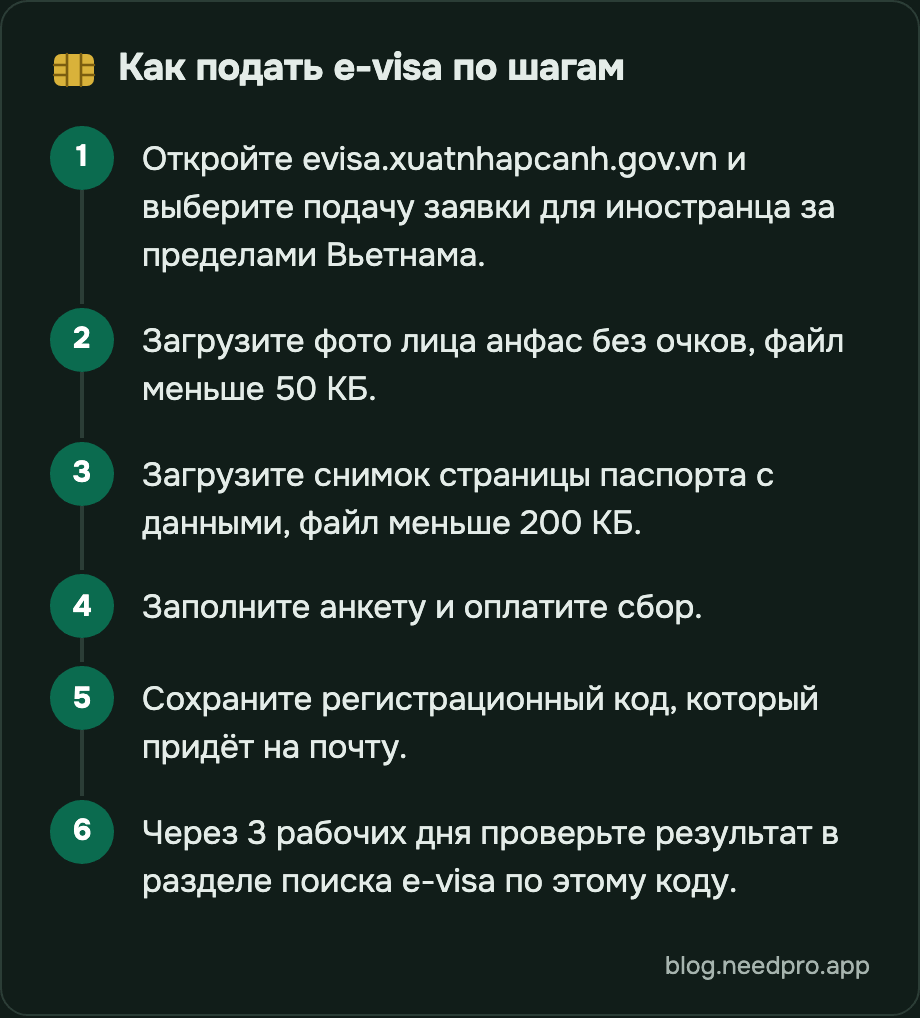 Как подать e-visa по шагам
1
Откройте evisa.xuatnhapcanh.gov.vn и
выберите подачу заявки для иностранца за
пределами Вьетнама.
2
Загрузите фото лица анфас без очков, файл
меньше 50 КБ.
3
Загрузите снимок страницы паспорта с
данными, файл меньше 200 КБ.
4
Заполните анкету и оплатите сбор.
5
Сохраните регистрационный код, который
придёт на почту.
6
Через 3 рабочих дня проверьте результат в
разделе поиска e-visa по этому коду.
blog.needpro.app